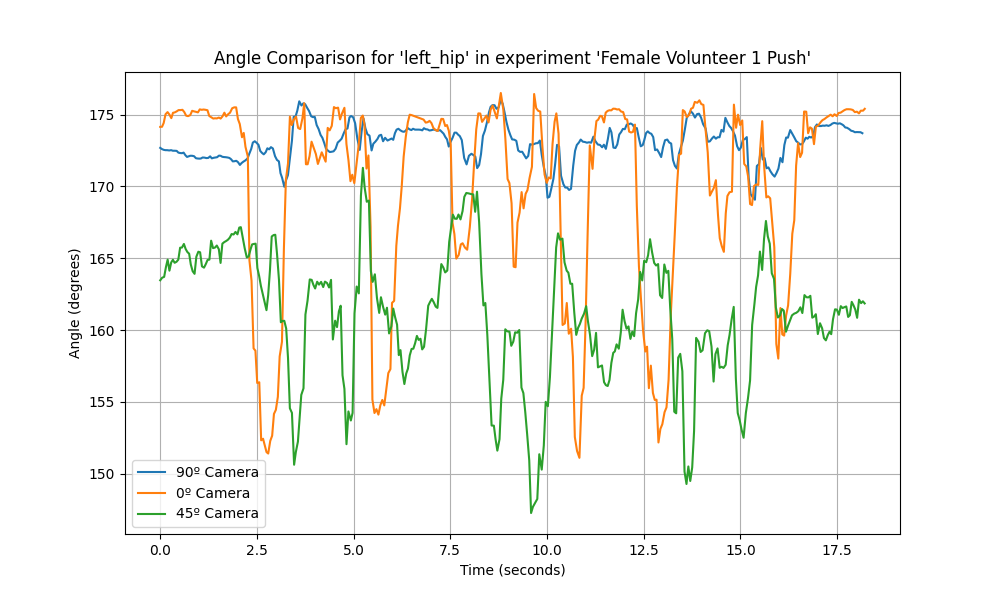 Angle Comparison for 'left_hip' in experiment 'Female Volunteer 1 Push'
Angle (degrees)
175
170
165
160
155
150
90º Camera
0º Camera
45º Camera
0.0 2.5 5.0 7.5 10.0 12.5 15.0 17.5
Time (seconds)